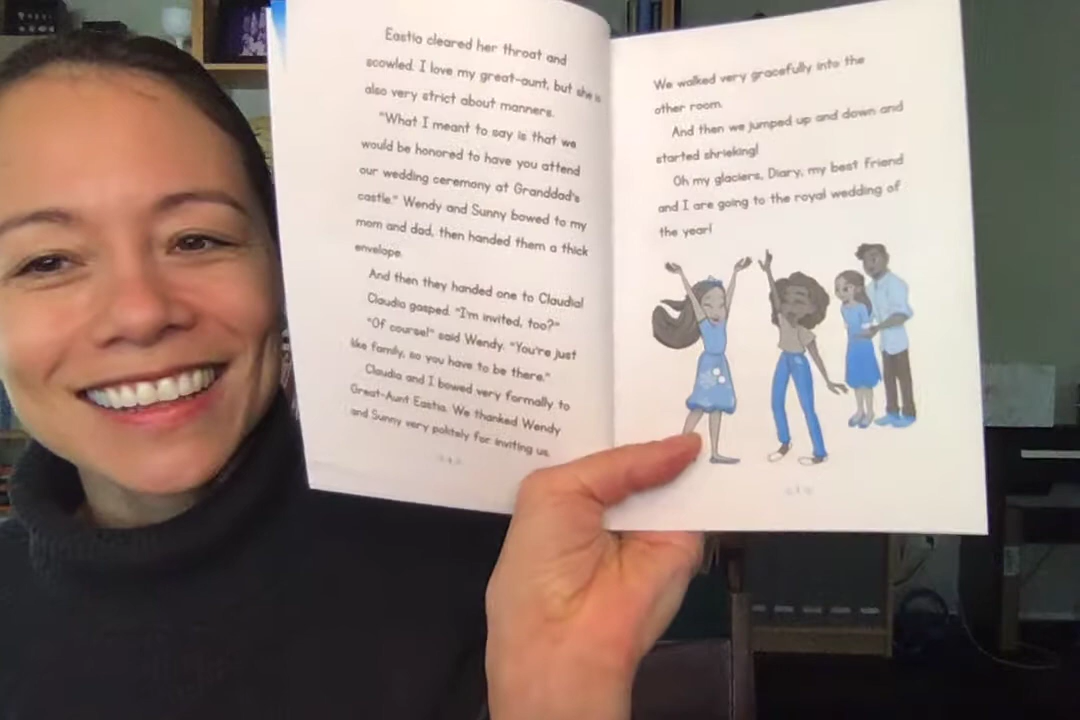 Eastia cleared her throat and
scowled. I love my great-aunt, but she is
also very strict about manners.
"What I meant to say is that we
would be honored to have you attend
our wedding ceremony at Granddad's
castle." Wendy and Sunny bowed to my
mom and dad, then handed them a thick
envelope.
And then they handed one to Claudia!
Claudia gasped. "I'm invited, too?"
"Of course!" said Wendy. "You're just
like family, so you have to be there."
Claudia and I bowed very formally to
Great-Aunt Eastia. We thanked Wendy
and Sunny very politely for inviting us.
We walked very gracefully into the
other room.
And then we jumped up and down and
started shrieking!
Oh my glaciers, Diary, my best friend
and I are going to the royal wedding of
the year!